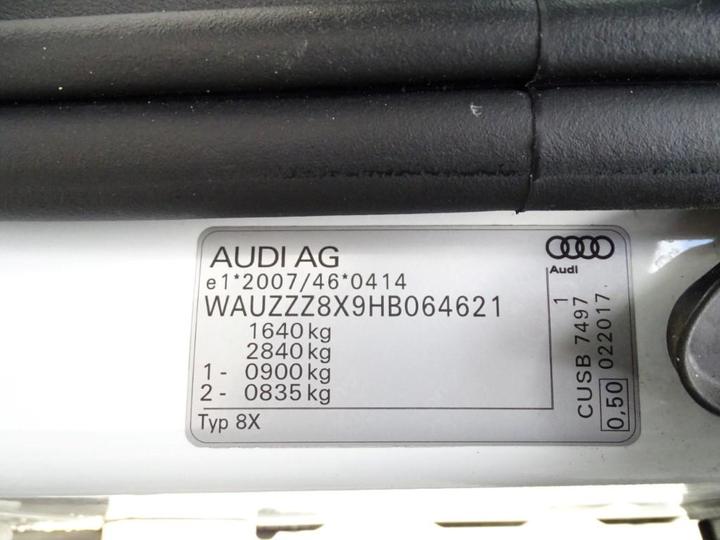 AUDI AG
e1*2007/46*0414
WAUZZZ8X9HB064621
1640 kg
2840 kg
1 - 0900 kg
2 - 0835 kg
Typ 8X
Audi
CUSB 7497 1
0,50 022017